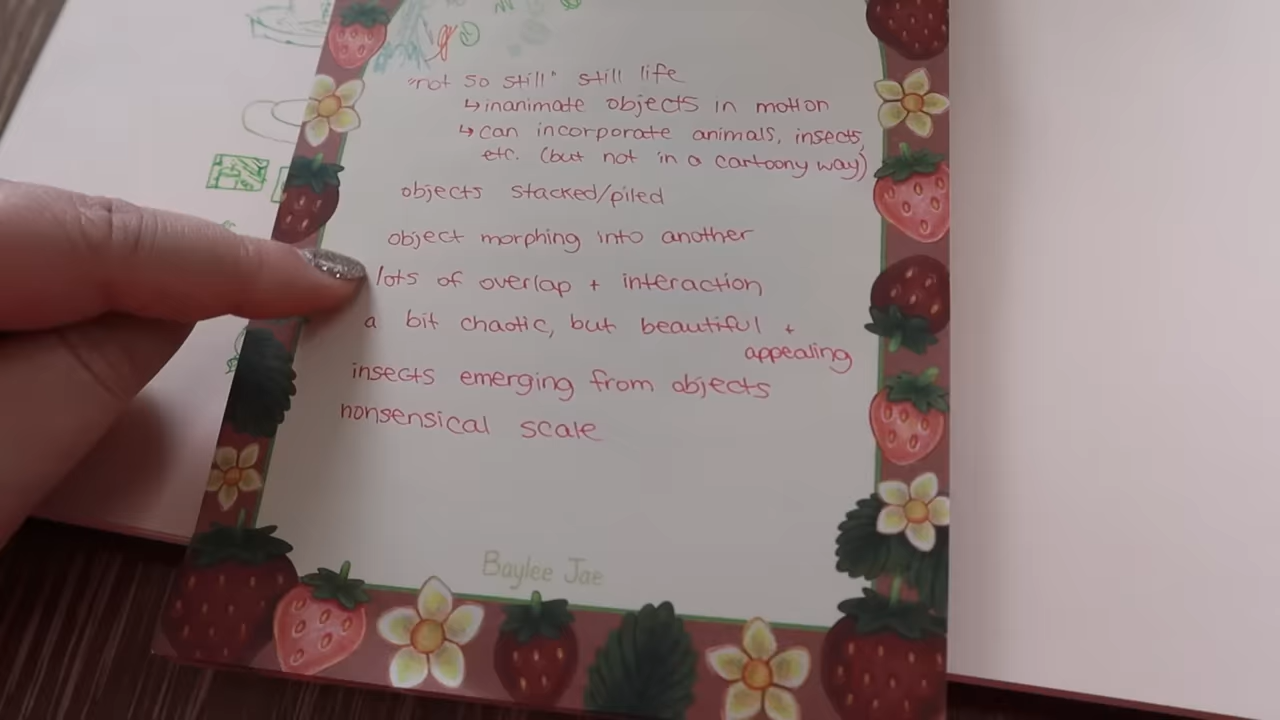 "not so still" still life
↳ inanimate objects in motion
↳ can incorporate animals, insects,
etc. (but not in a cartoony way)
objects stacked/piled
object morphing into another
lots of overlap + interaction
a bit chaotic, but beautiful +
appealing
insects emerging from objects
nonsensical scale
Baylee Jae